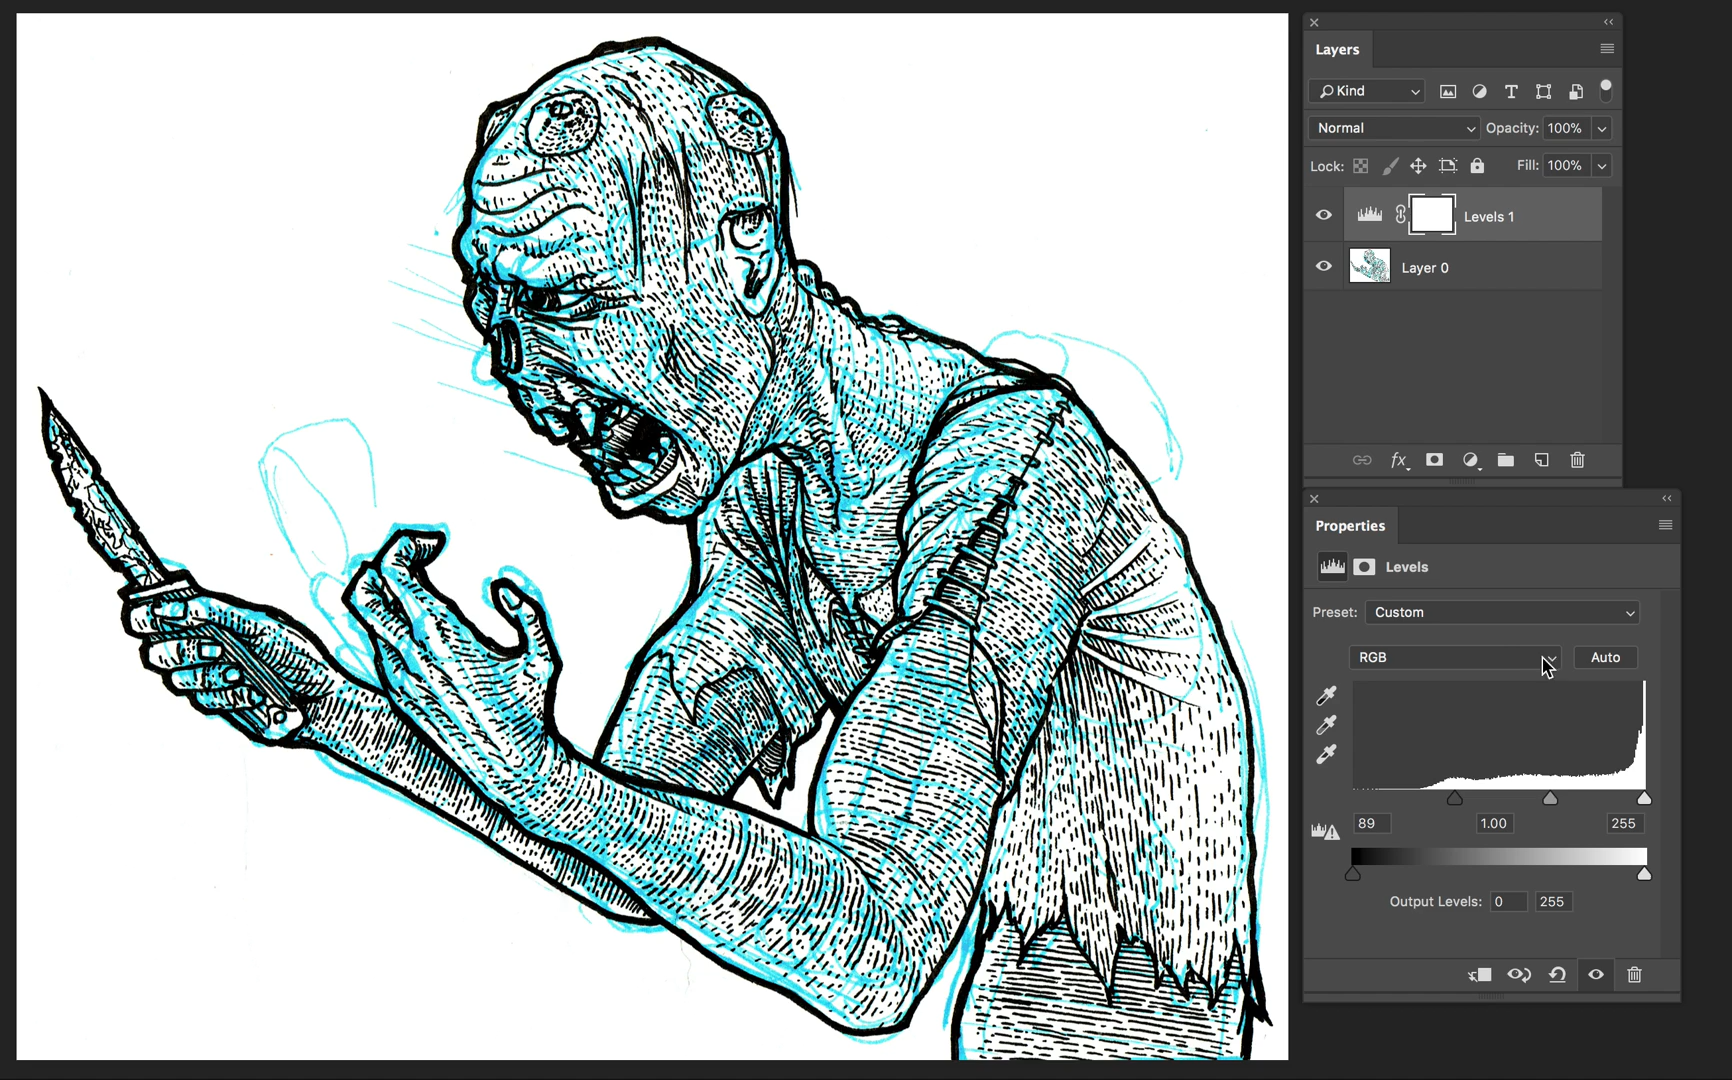 Layers
Kind
Normal
Opacity: 100%
Lock:
Fill: 100%
Levels 1
Layer 0
fx
Properties
Levels
Preset: Custom
RGB
Auto
89
1.00
255
Output Levels: 0 255